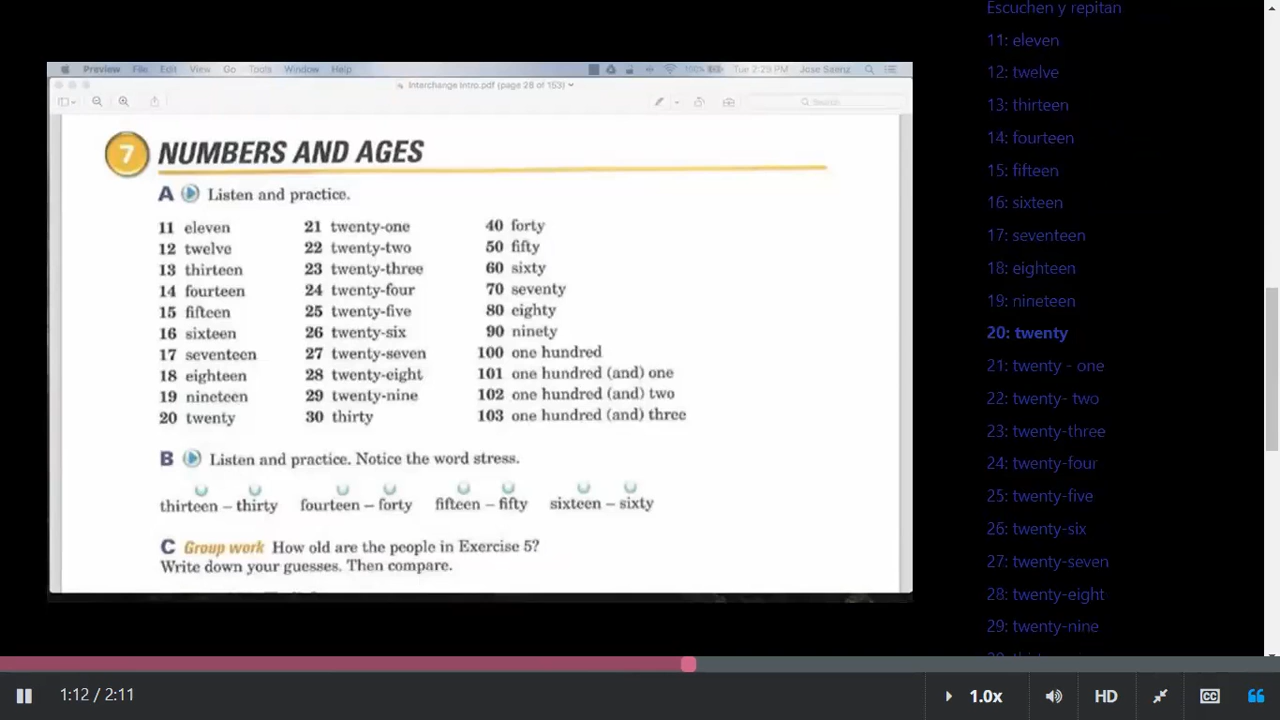 Preview File Edit View Go Tools Window Help 100% Tue 2:29 PM Jose Saenz
Interchange Intro.pdf (page 28 of 153)
Search
7 NUMBERS AND AGES
A Listen and practice.
11 eleven 21 twenty-one 40 forty
12 twelve 22 twenty-two 50 fifty
13 thirteen 23 twenty-three 60 sixty
14 fourteen 24 twenty-four 70 seventy
15 fifteen 25 twenty-five 80 eighty
16 sixteen 26 twenty-six 90 ninety
17 seventeen 27 twenty-seven 100 one hundred
18 eighteen 28 twenty-eight 101 one hundred (and) one
19 nineteen 29 twenty-nine 102 one hundred (and) two
20 twenty 30 thirty 103 one hundred (and) three
B Listen and practice. Notice the word stress.
thirteen – thirty fourteen – forty fifteen – fifty sixteen – sixty
C Group work How old are the people in Exercise 5?
Write down your guesses. Then compare.
Escuchen y repitan
11: eleven
12: twelve
13: thirteen
14: fourteen
15: fifteen
16: sixteen
17: seventeen
18: eighteen
19: nineteen
20: twenty
21: twenty - one
22: twenty- two
23: twenty-three
24: twenty-four
25: twenty-five
26: twenty-six
27: twenty-seven
28: twenty-eight
29: twenty-nine
1:12 / 2:11
1.0x
HD
CC